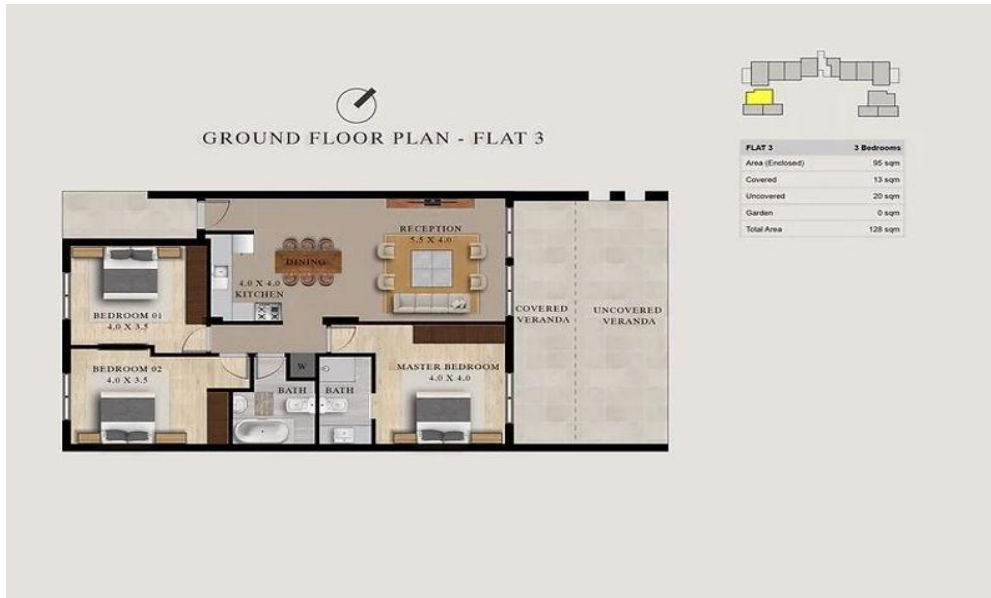 GROUND FLOOR PLAN - FLAT 3
FLAT 3 3 Bedrooms
Area (Enclosed) 95 sqm
Covered 13 sqm
Uncovered 20 sqm
Garden 0 sqm
Total Area 128 sqm
RECEPTION
5.5 X 4.0
DINING
4.0 X 4.0
KITCHEN
BEDROOM 01
4.0 X 3.5
COVERED
VERANDA
UNCOVERED
VERANDA
BEDROOM 02
4.0 X 3.5
W
BATH
BATH
MASTER BEDROOM
4.0 X 4.0